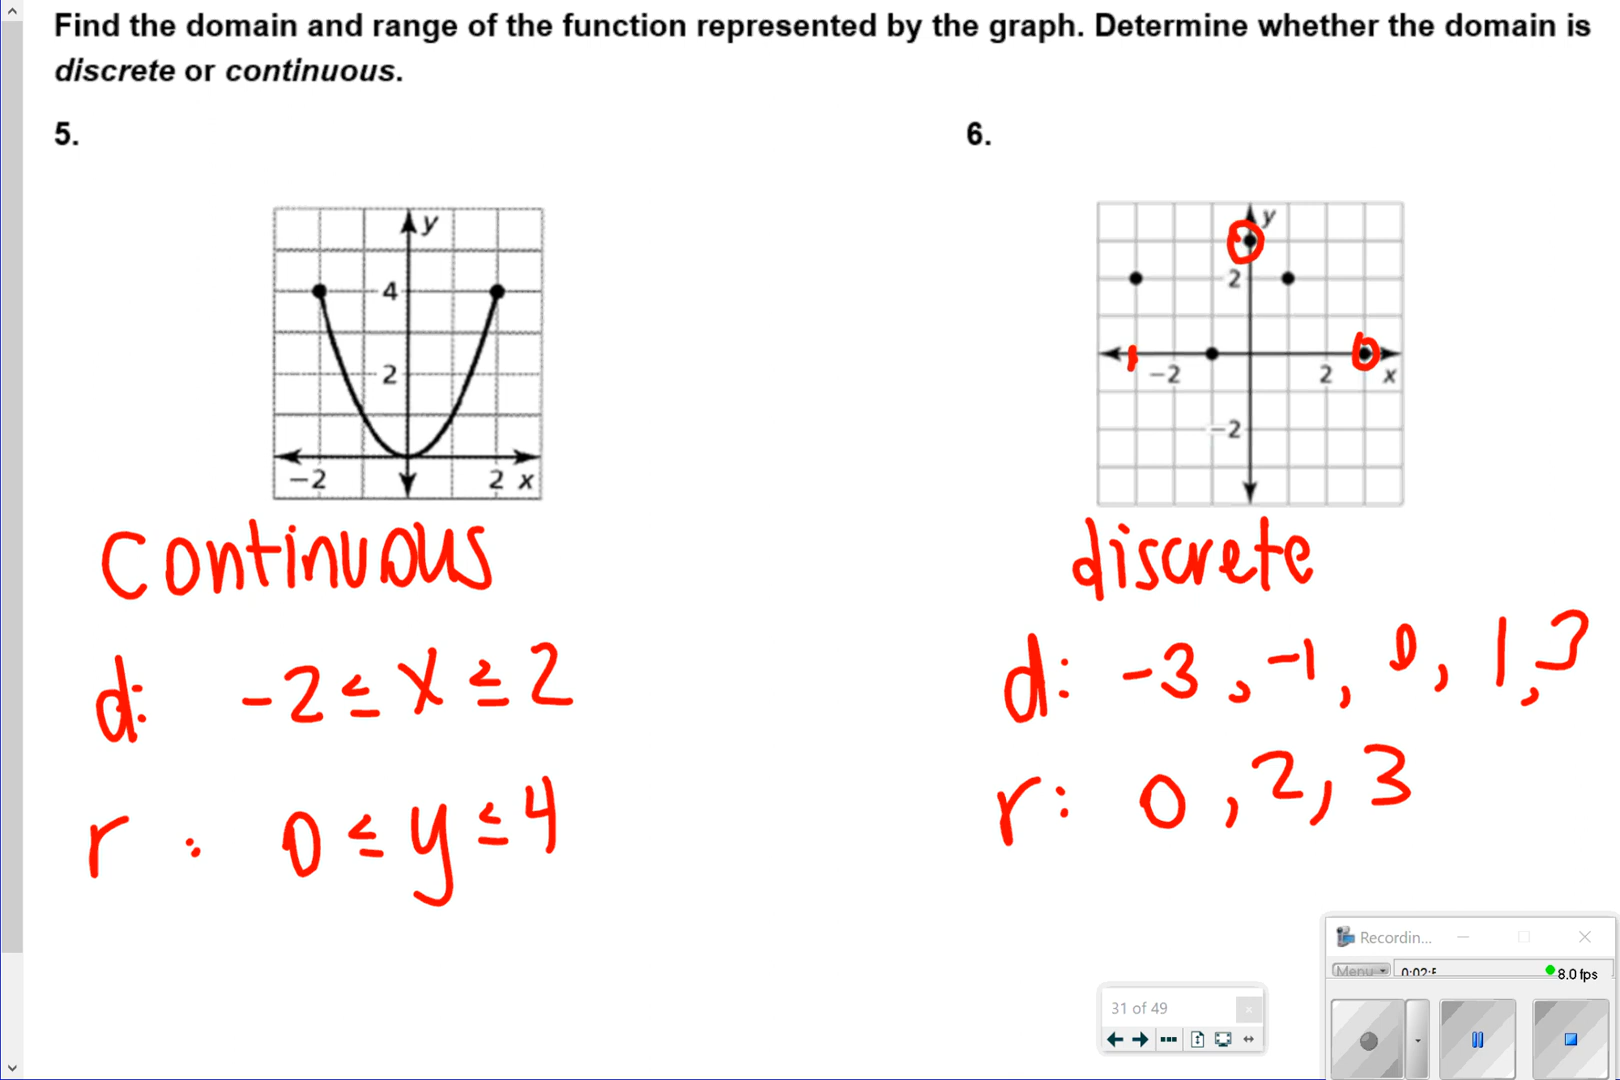 Find the domain and range of the function represented by the graph. Determine whether the domain is
discrete or continuous.
5.
6.
y
4
2
−2
2 x
y
2
−2
2
x
−2
continuous
d: -2 ≤ x ≤ 2
r : 0 ≤ y ≤ 4
discrete
d: -3, -1, 0, 1, 3
r: 0, 2, 3
Recordin...
Menu
8.0 fps
31 of 49